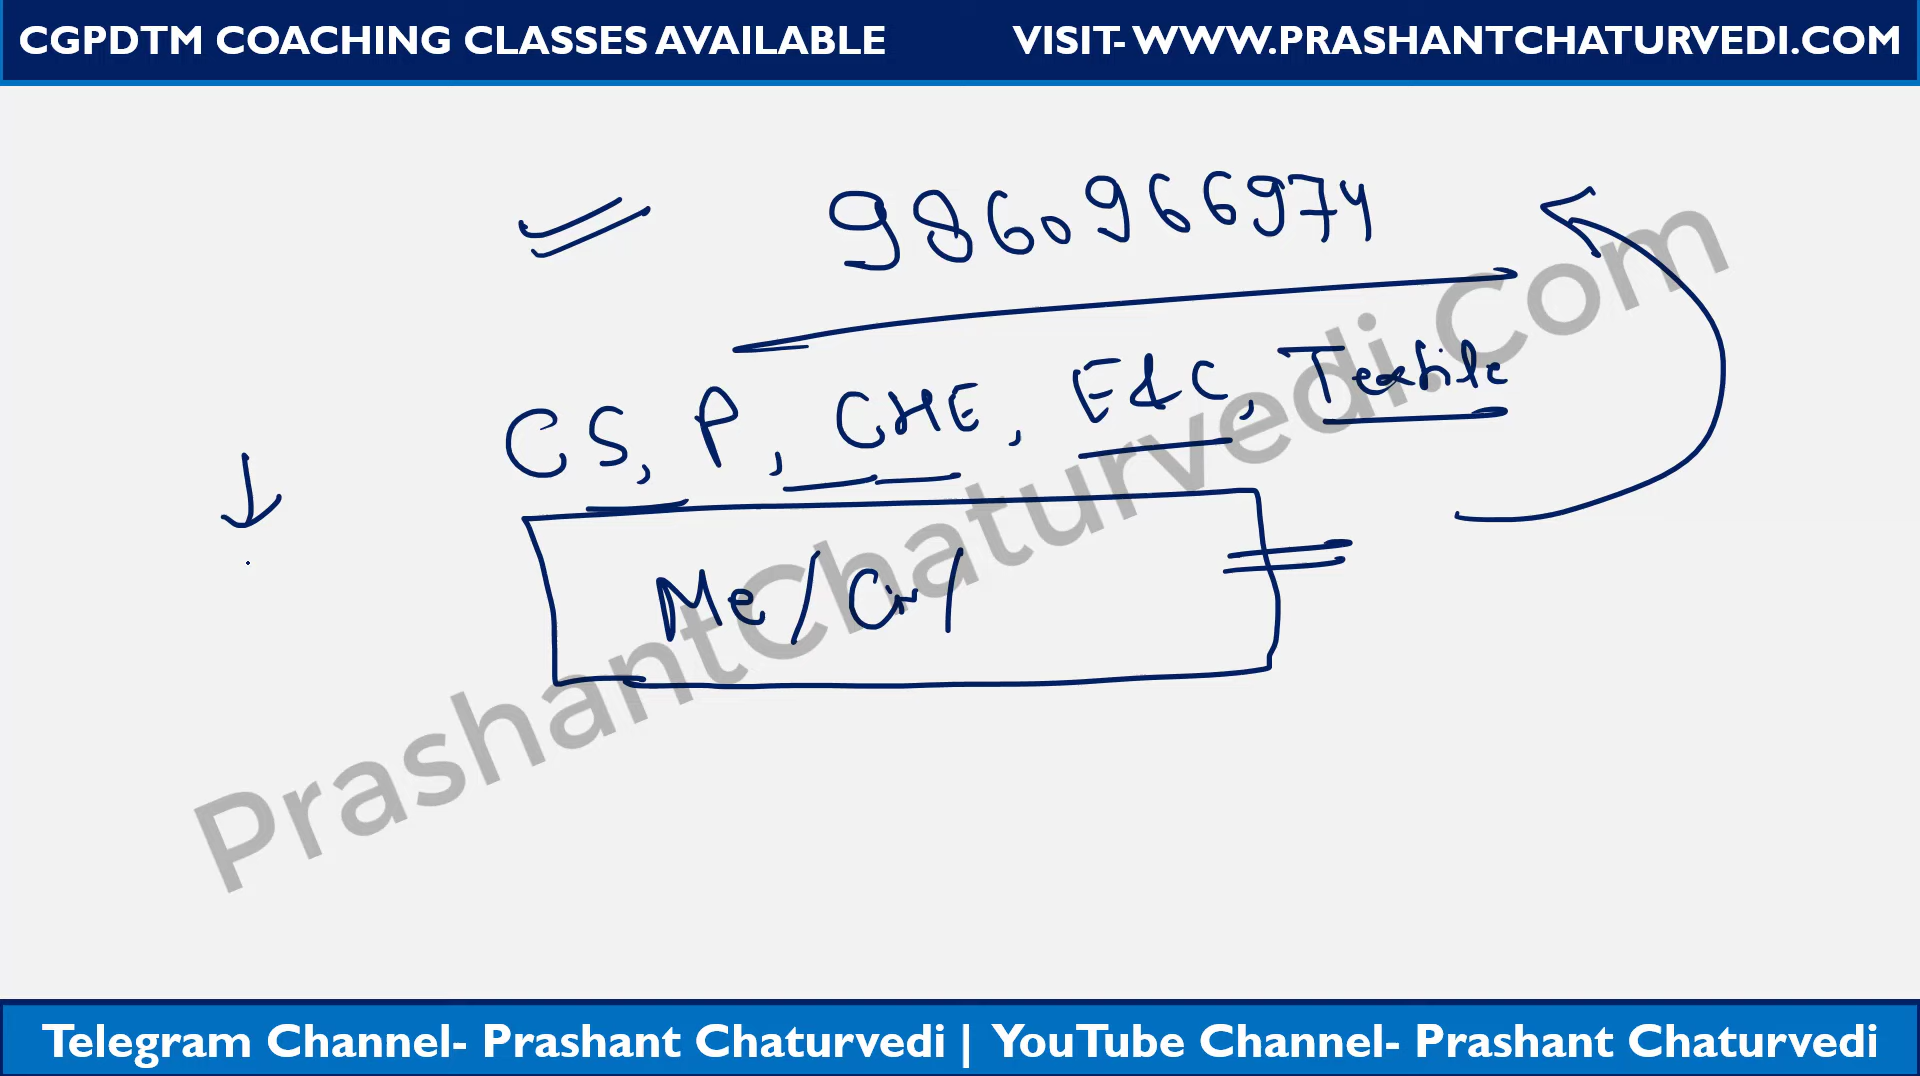 CGPDTM COACHING CLASSES AVAILABLE VISIT- WWW.PRASHANTCHATURVEDI.COM
9860966974
CS, P, CHE, E&C, Textile
Me/Civ/
PrashantChaturvedi.Com
Telegram Channel- Prashant Chaturvedi | YouTube Channel- Prashant Chaturvedi